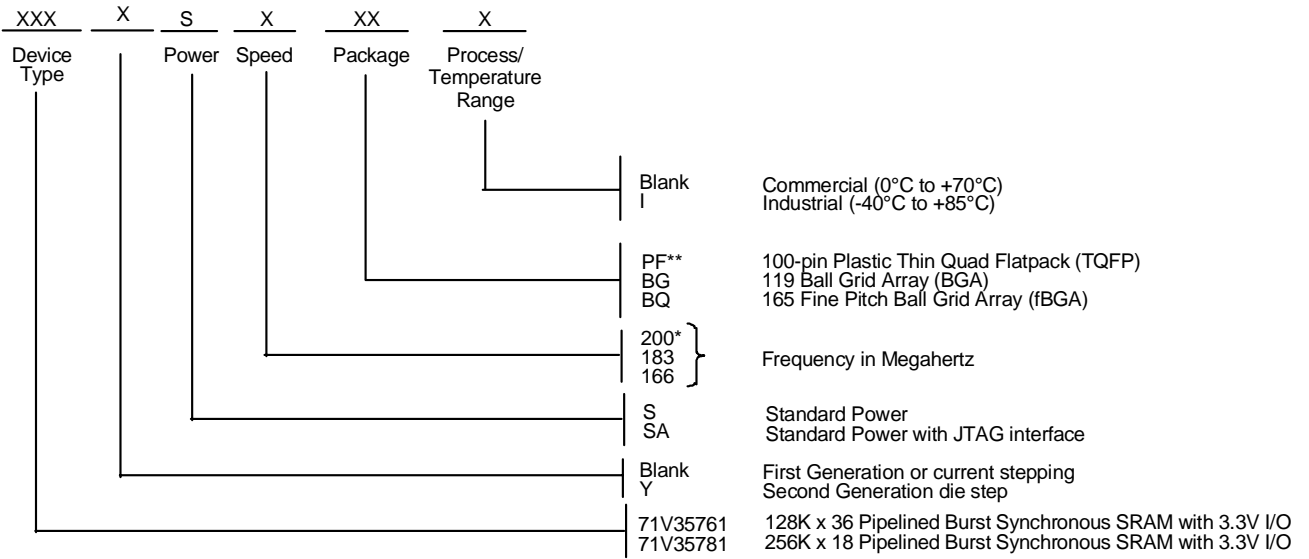 XXX X S X XX X
Device Type Power Speed Package Process/ Temperature Range
Blank Commercial (0°C to +70°C)
I Industrial (-40°C to +85°C)
PF** 100-pin Plastic Thin Quad Flatpack (TQFP)
BG 119 Ball Grid Array (BGA)
BQ 165 Fine Pitch Ball Grid Array (fBGA)
200*
183 Frequency in Megahertz
166
S Standard Power
SA Standard Power with JTAG interface
Blank First Generation or current stepping
Y Second Generation die step
71V35761 128K x 36 Pipelined Burst Synchronous SRAM with 3.3V I/O
71V35781 256K x 18 Pipelined Burst Synchronous SRAM with 3.3V I/O